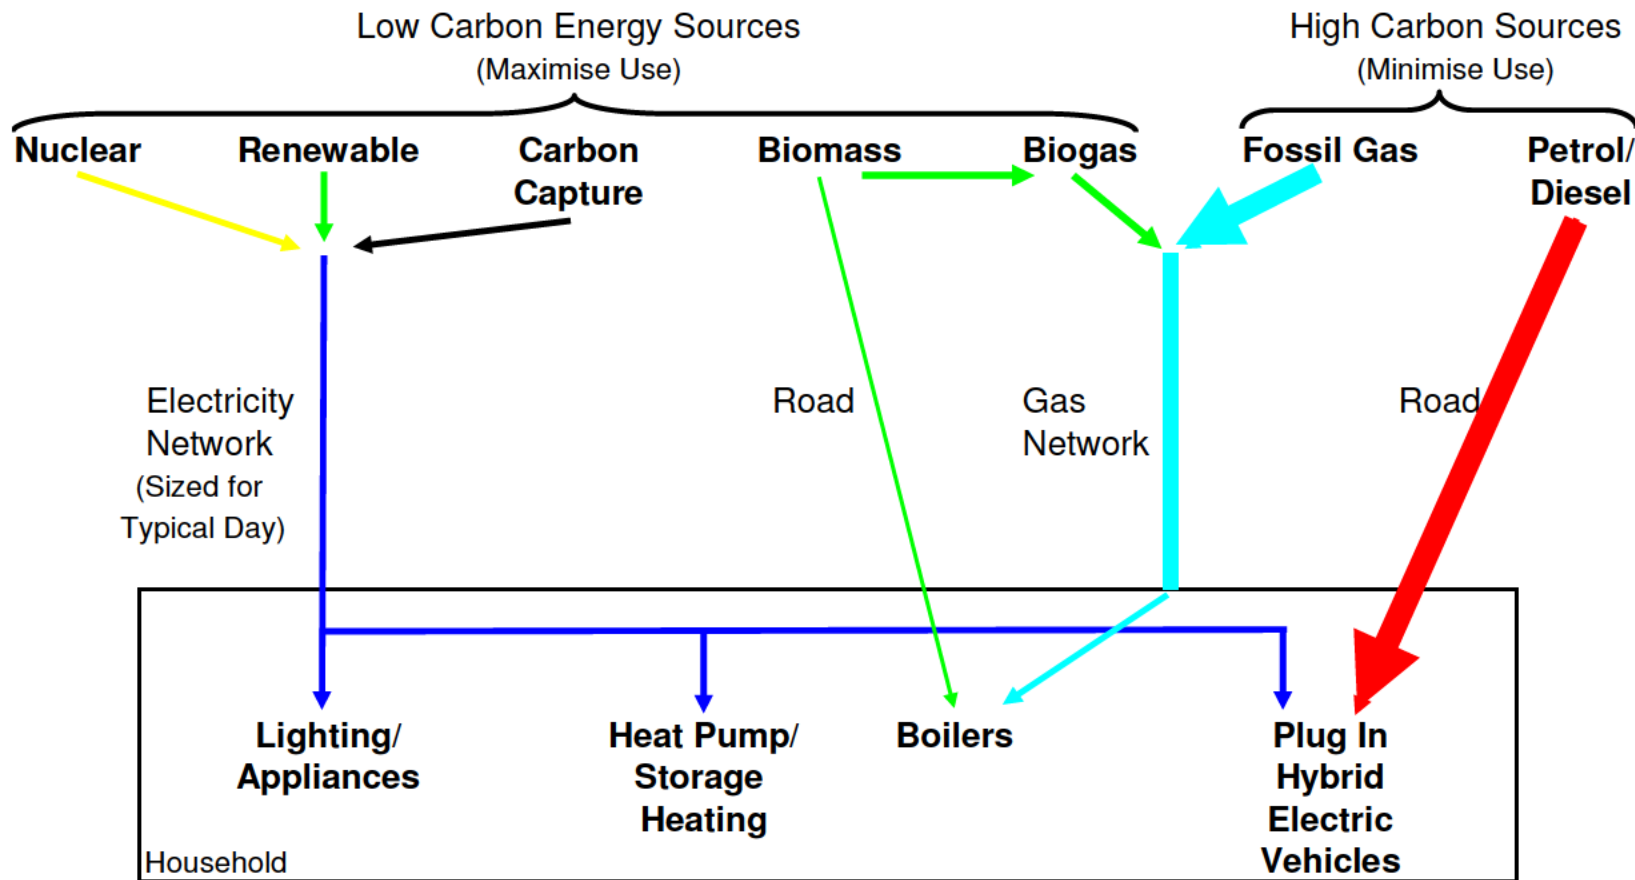 Low Carbon Energy Sources
(Maximise Use)
High Carbon Sources
(Minimise Use)
Nuclear
Renewable
Carbon
Capture
Biomass
Biogas
Fossil Gas
Petrol/
Diesel
Electricity
Network
(Sized for
Typical Day)
Road
Gas
Network
Road
Lighting/
Appliances
Heat Pump/
Storage
Heating
Boilers
Plug In
Hybrid
Electric
Vehicles
Household